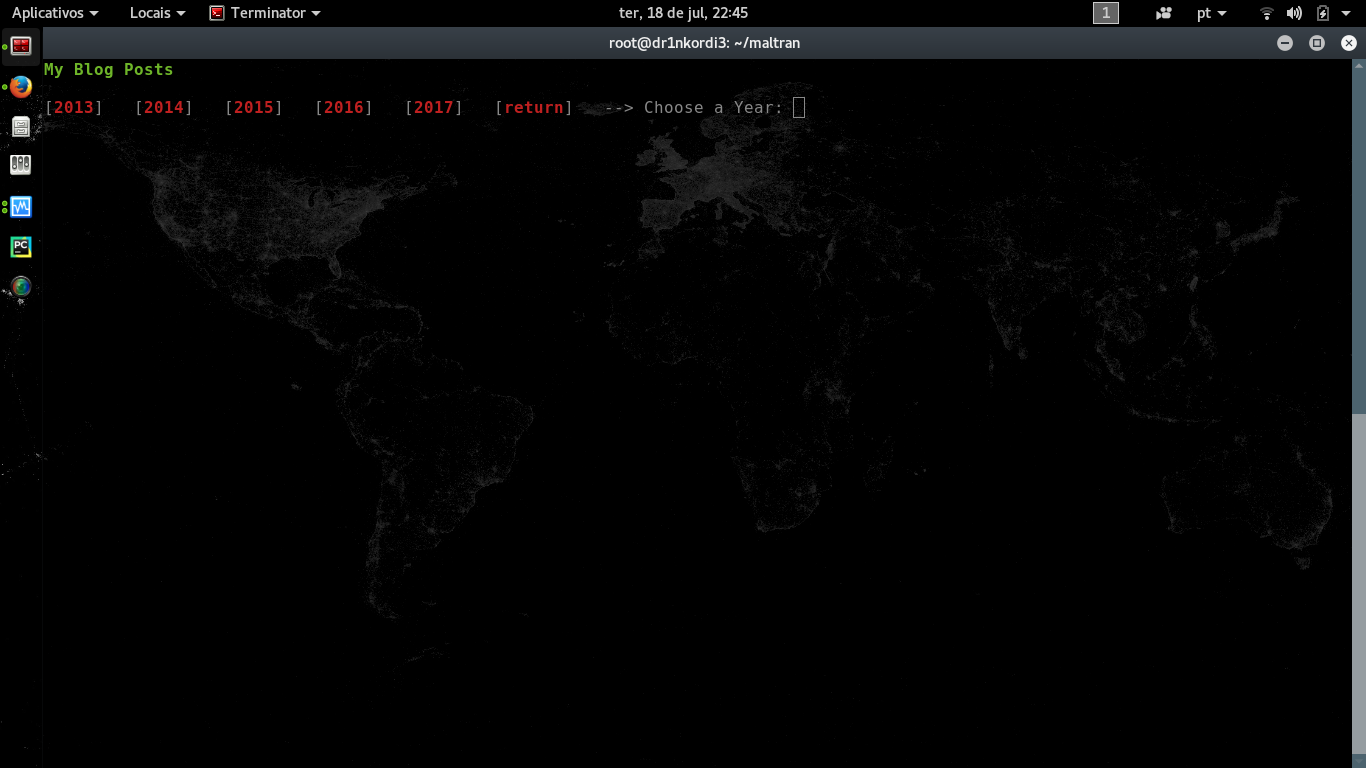 Aplicativos Locais Terminator ter, 18 de jul, 22:45 1 pt
root@dr1nkordi3: ~/maltran
My Blog Posts
[2013] [2014] [2015] [2016] [2017] [return] --> Choose a Year:
PC